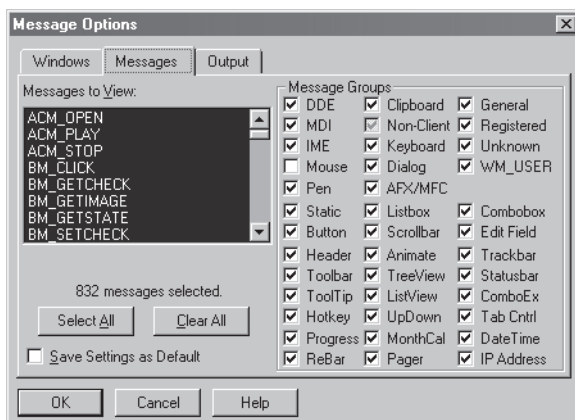 Message Options
Windows Messages Output
Messages to View:
ACM_OPEN
ACM_PLAY
ACM_STOP
BM_CLICK
BM_GETCHECK
BM_GETIMAGE
BM_GETSTATE
BM_SETCHECK
832 messages selected.
Select All Clear All
Save Settings as Default
Message Groups
DDE Clipboard General
MDI Non-Client Registered
IME Keyboard Unknown
Mouse Dialog WM_USER
Pen AFX/MFC
Static Listbox Combobox
Button Scrollbar Edit Field
Header Animate Trackbar
Toolbar TreeView Statusbar
ToolTip ListView ComboEx
Hotkey UpDown Tab Cntrl
Progress MonthCal DateTime
ReBar Pager IP Address
OK Cancel Help